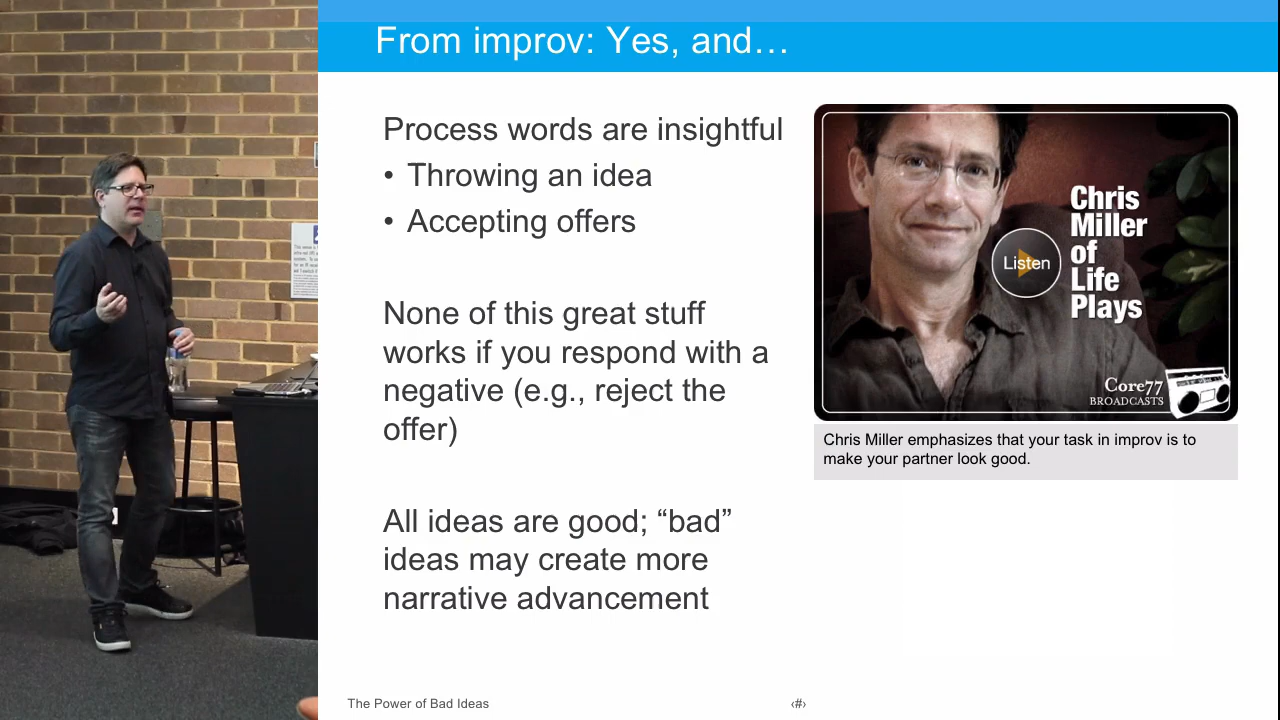 From improv: Yes, and…
Process words are insightful
• Throwing an idea
• Accepting offers
None of this great stuff
works if you respond with a
negative (e.g., reject the
offer)
All ideas are good; “bad”
ideas may create more
narrative advancement
Chris
Miller
of
Life
Plays
Listen
Core77
BROADCASTS
Chris Miller emphasizes that your task in improv is to
make your partner look good.
The Power of Bad Ideas
‹#›